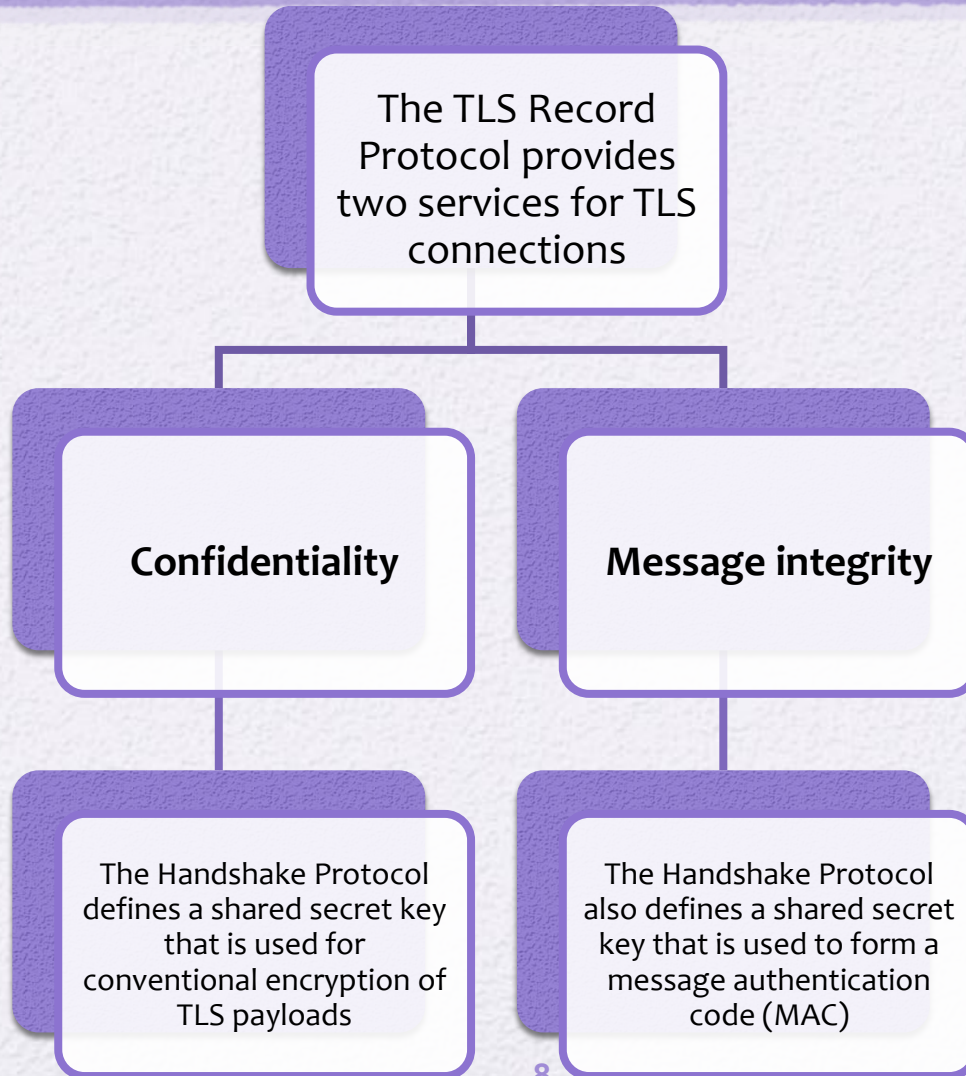 The TLS Record
Protocol provides
two services for TLS
connections
Confidentiality
Message integrity
The Handshake Protocol
defines a shared secret key
that is used for
conventional encryption of
TLS payloads
The Handshake Protocol
also defines a shared secret
key that is used to form a
message authentication
code (MAC)
8